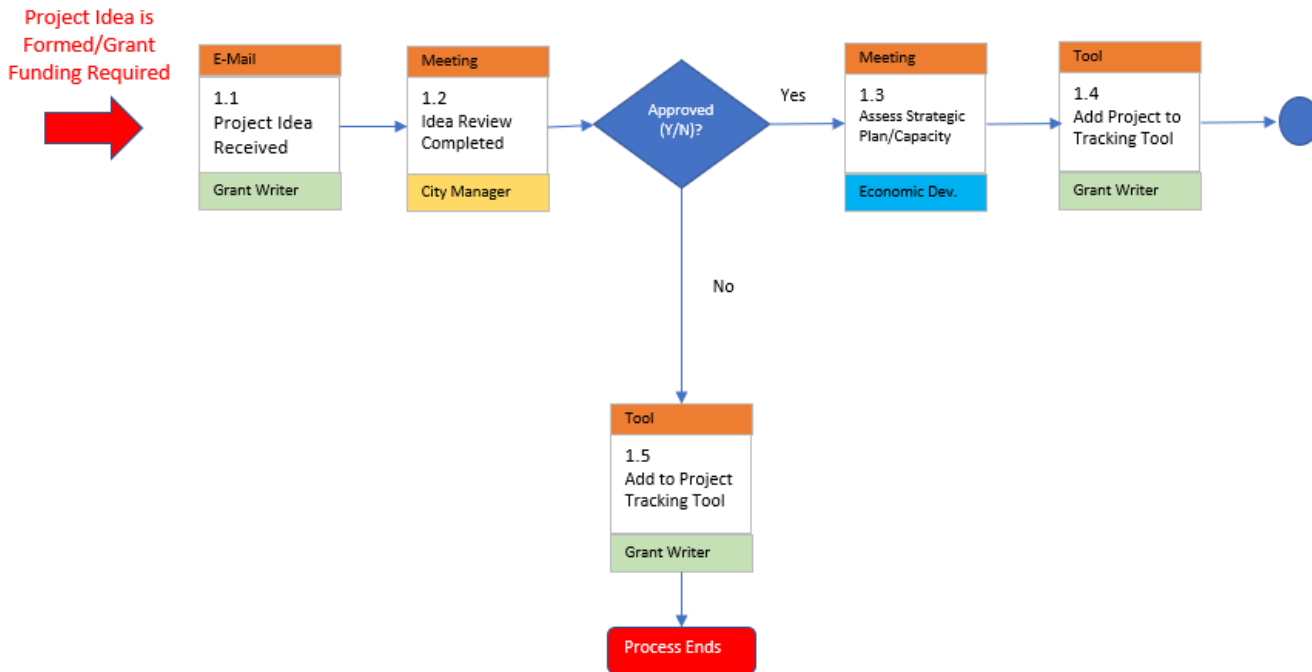 Project Idea is
Formed/Grant
Funding Required
E-Mail
1.1
Project Idea
Received
Grant Writer
Meeting
1.2
Idea Review
Completed
City Manager
Approved
(Y/N)?
Yes
Meeting
1.3
Assess Strategic
Plan/Capacity
Economic Dev.
Tool
1.4
Add Project to
Tracking Tool
Grant Writer
No
Tool
1.5
Add to Project
Tracking Tool
Grant Writer
Process Ends